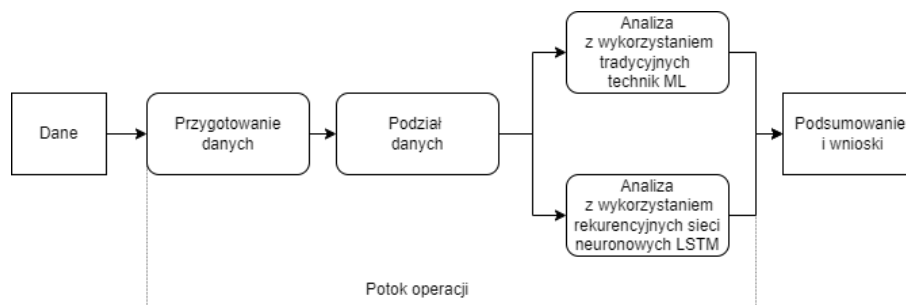 Dane
Przygotowanie
danych
Podział
danych
Analiza
z wykorzystaniem
tradycyjnych
technik ML
Analiza
z wykorzystaniem
rekurencyjnych sieci
neuronowych LSTM
Podsumowanie
i wnioski
Potok operacji